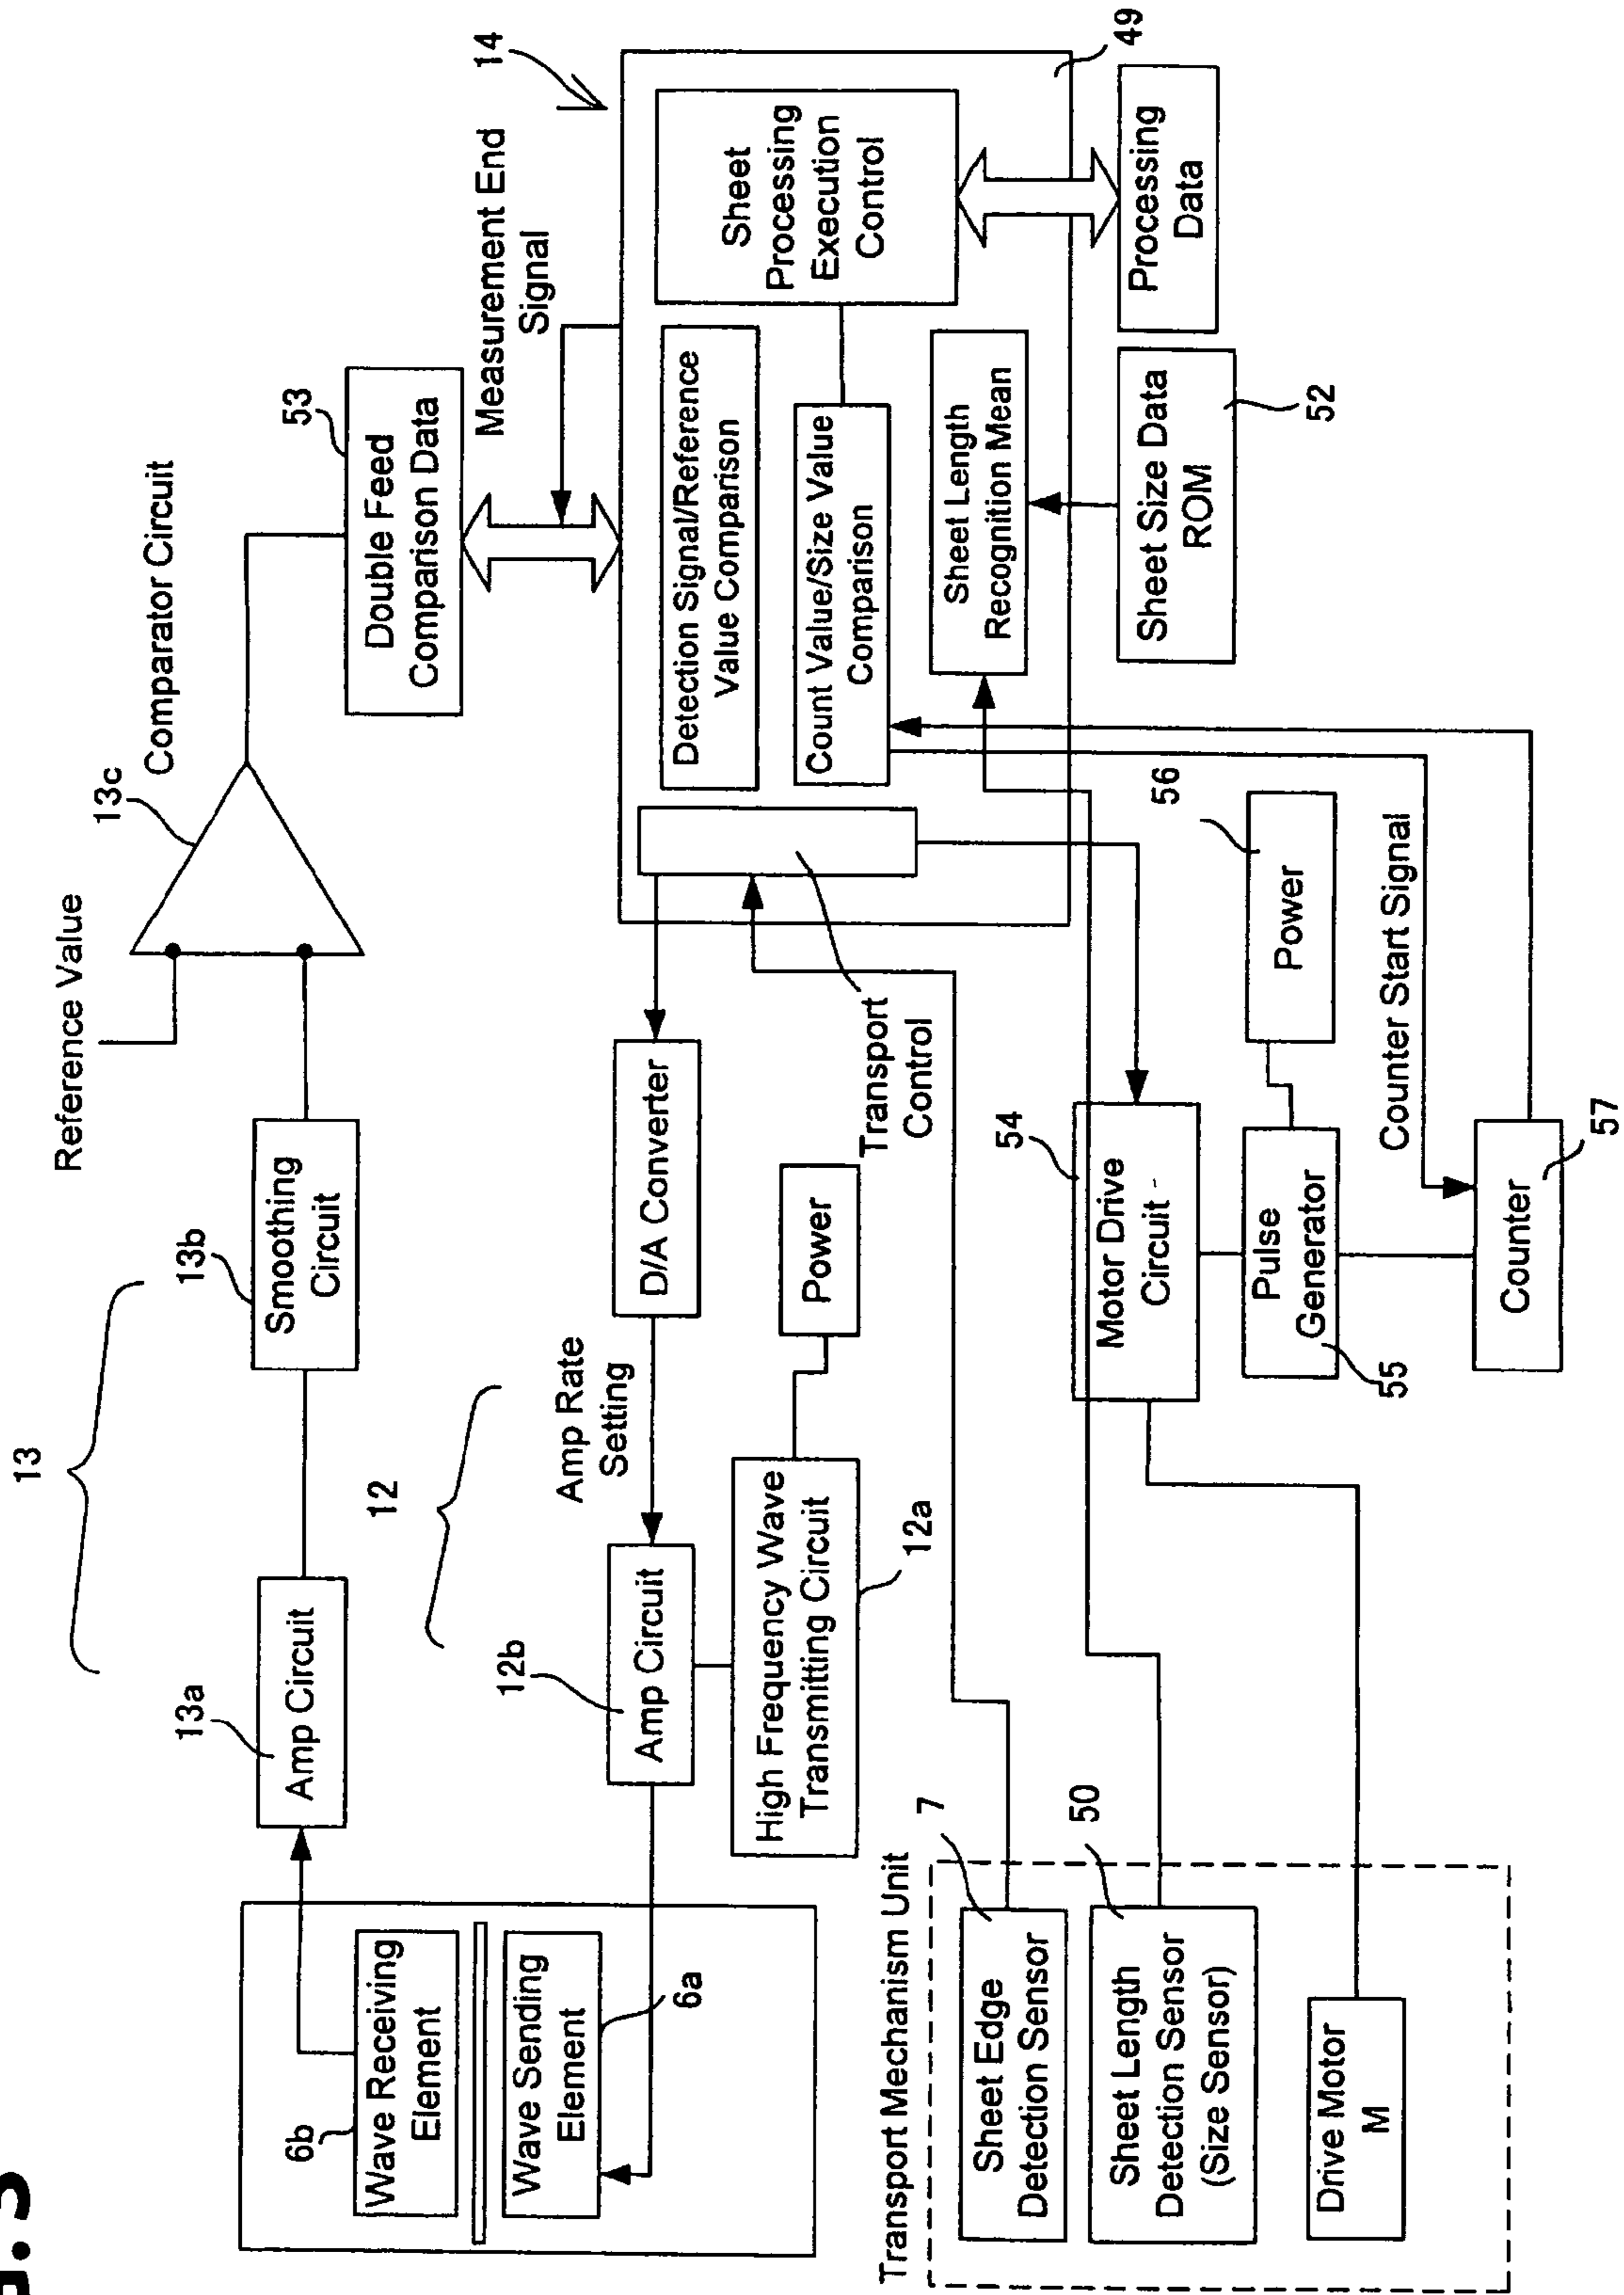 13
13a
Amp Circuit
13b
Smoothing
Circuit
Reference Value
13c
Comparator Circuit
53
Double Feed
Comparison Data
Measurement End
Signal
14
6b
Wave Receiving
Element
Wave Sending
Element
6a
12
12b
Amp Circuit
Amp Rate
Setting
D/A Converter
High Frequency Wave
Transmitting Circuit
12a
Power
Transport
Control
Detection Signal/Reference
Value Comparison
Count Value/Size Value
Comparison
Sheet
Processing
Execution
Control
Sheet Length
Recognition Mean
49
Sheet Size Data
ROM
52
Processing
Data
Transport Mechanism Unit
7
Sheet Edge
Detection Sensor
50
Sheet Length
Detection Sensor
(Size Sensor)
Drive Motor
M
54
Motor Drive
Circuit
Pulse
Generator
55
56
Power
Counter Start Signal
Counter
57